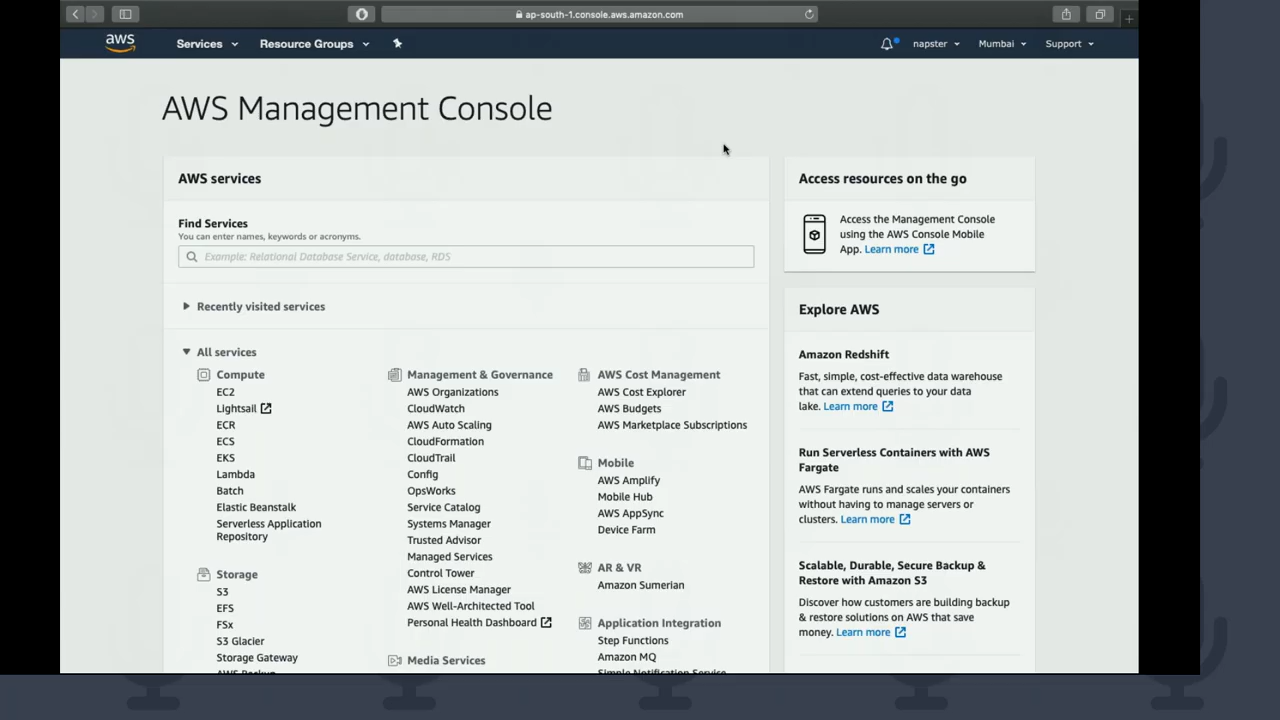 ap-south-1.console.aws.amazon.com
aws
Services
Resource Groups
napster
Mumbai
Support
AWS Management Console
AWS services
Find Services
You can enter names, keywords or acronyms.
Example: Relational Database Service, database, RDS
Recently visited services
All services
Compute
EC2
Lightsail
ECR
ECS
EKS
Lambda
Batch
Elastic Beanstalk
Serverless Application
Repository
Storage
S3
EFS
FSx
S3 Glacier
Storage Gateway
AWS Backup
Management & Governance
AWS Organizations
CloudWatch
AWS Auto Scaling
CloudFormation
CloudTrail
Config
OpsWorks
Service Catalog
Systems Manager
Trusted Advisor
Managed Services
Control Tower
AWS License Manager
AWS Well-Architected Tool
Personal Health Dashboard
Media Services
AWS Cost Management
AWS Cost Explorer
AWS Budgets
AWS Marketplace Subscriptions
Mobile
AWS Amplify
Mobile Hub
AWS AppSync
Device Farm
AR & VR
Amazon Sumerian
Application Integration
Step Functions
Amazon MQ
Simple Notification Service
Access resources on the go
Access the Management Console
using the AWS Console Mobile
App. Learn more
Explore AWS
Amazon Redshift
Fast, simple, cost-effective data warehouse
that can extend queries to your data
lake. Learn more
Run Serverless Containers with AWS
Fargate
AWS Fargate runs and scales your containers
without having to manage servers or
clusters. Learn more
Scalable, Durable, Secure Backup &
Restore with Amazon S3
Discover how customers are building backup
& restore solutions on AWS that save
money. Learn more